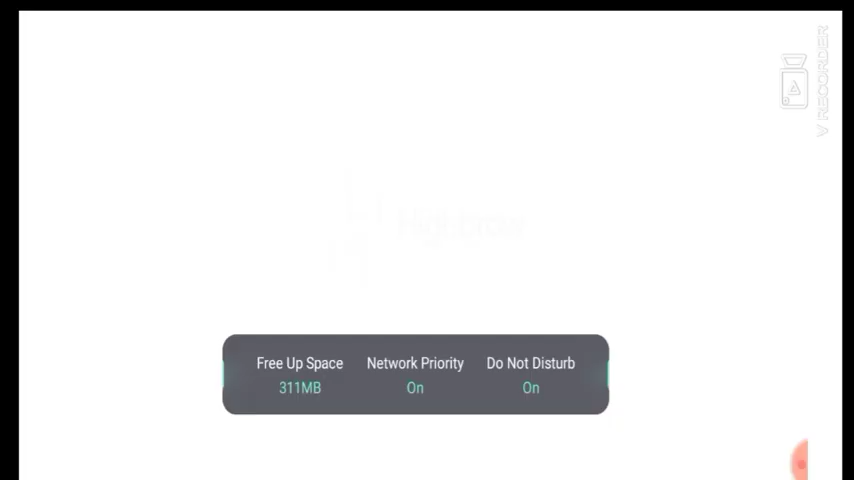 V RECORDER
Free Up Space Network Priority Do Not Disturb
311MB On On